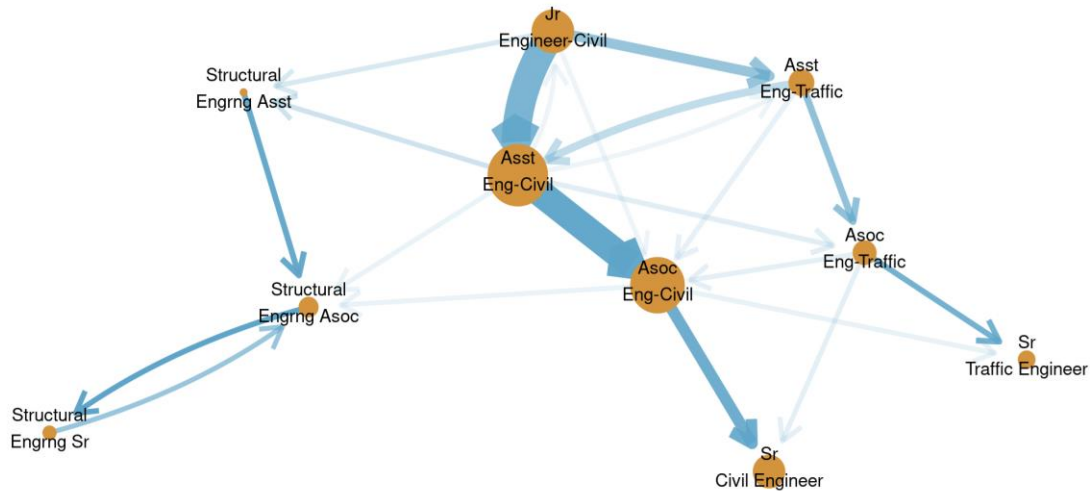 Jr
Engineer-Civil
Asst
Eng-Traffic
Structural
Engrng Asst
Asst
Eng-Civil
Asoc
Eng-Traffic
Asoc
Eng-Civil
Structural
Engrng Asoc
Sr
Traffic Engineer
Structural
Engrng Sr
Sr
Civil Engineer